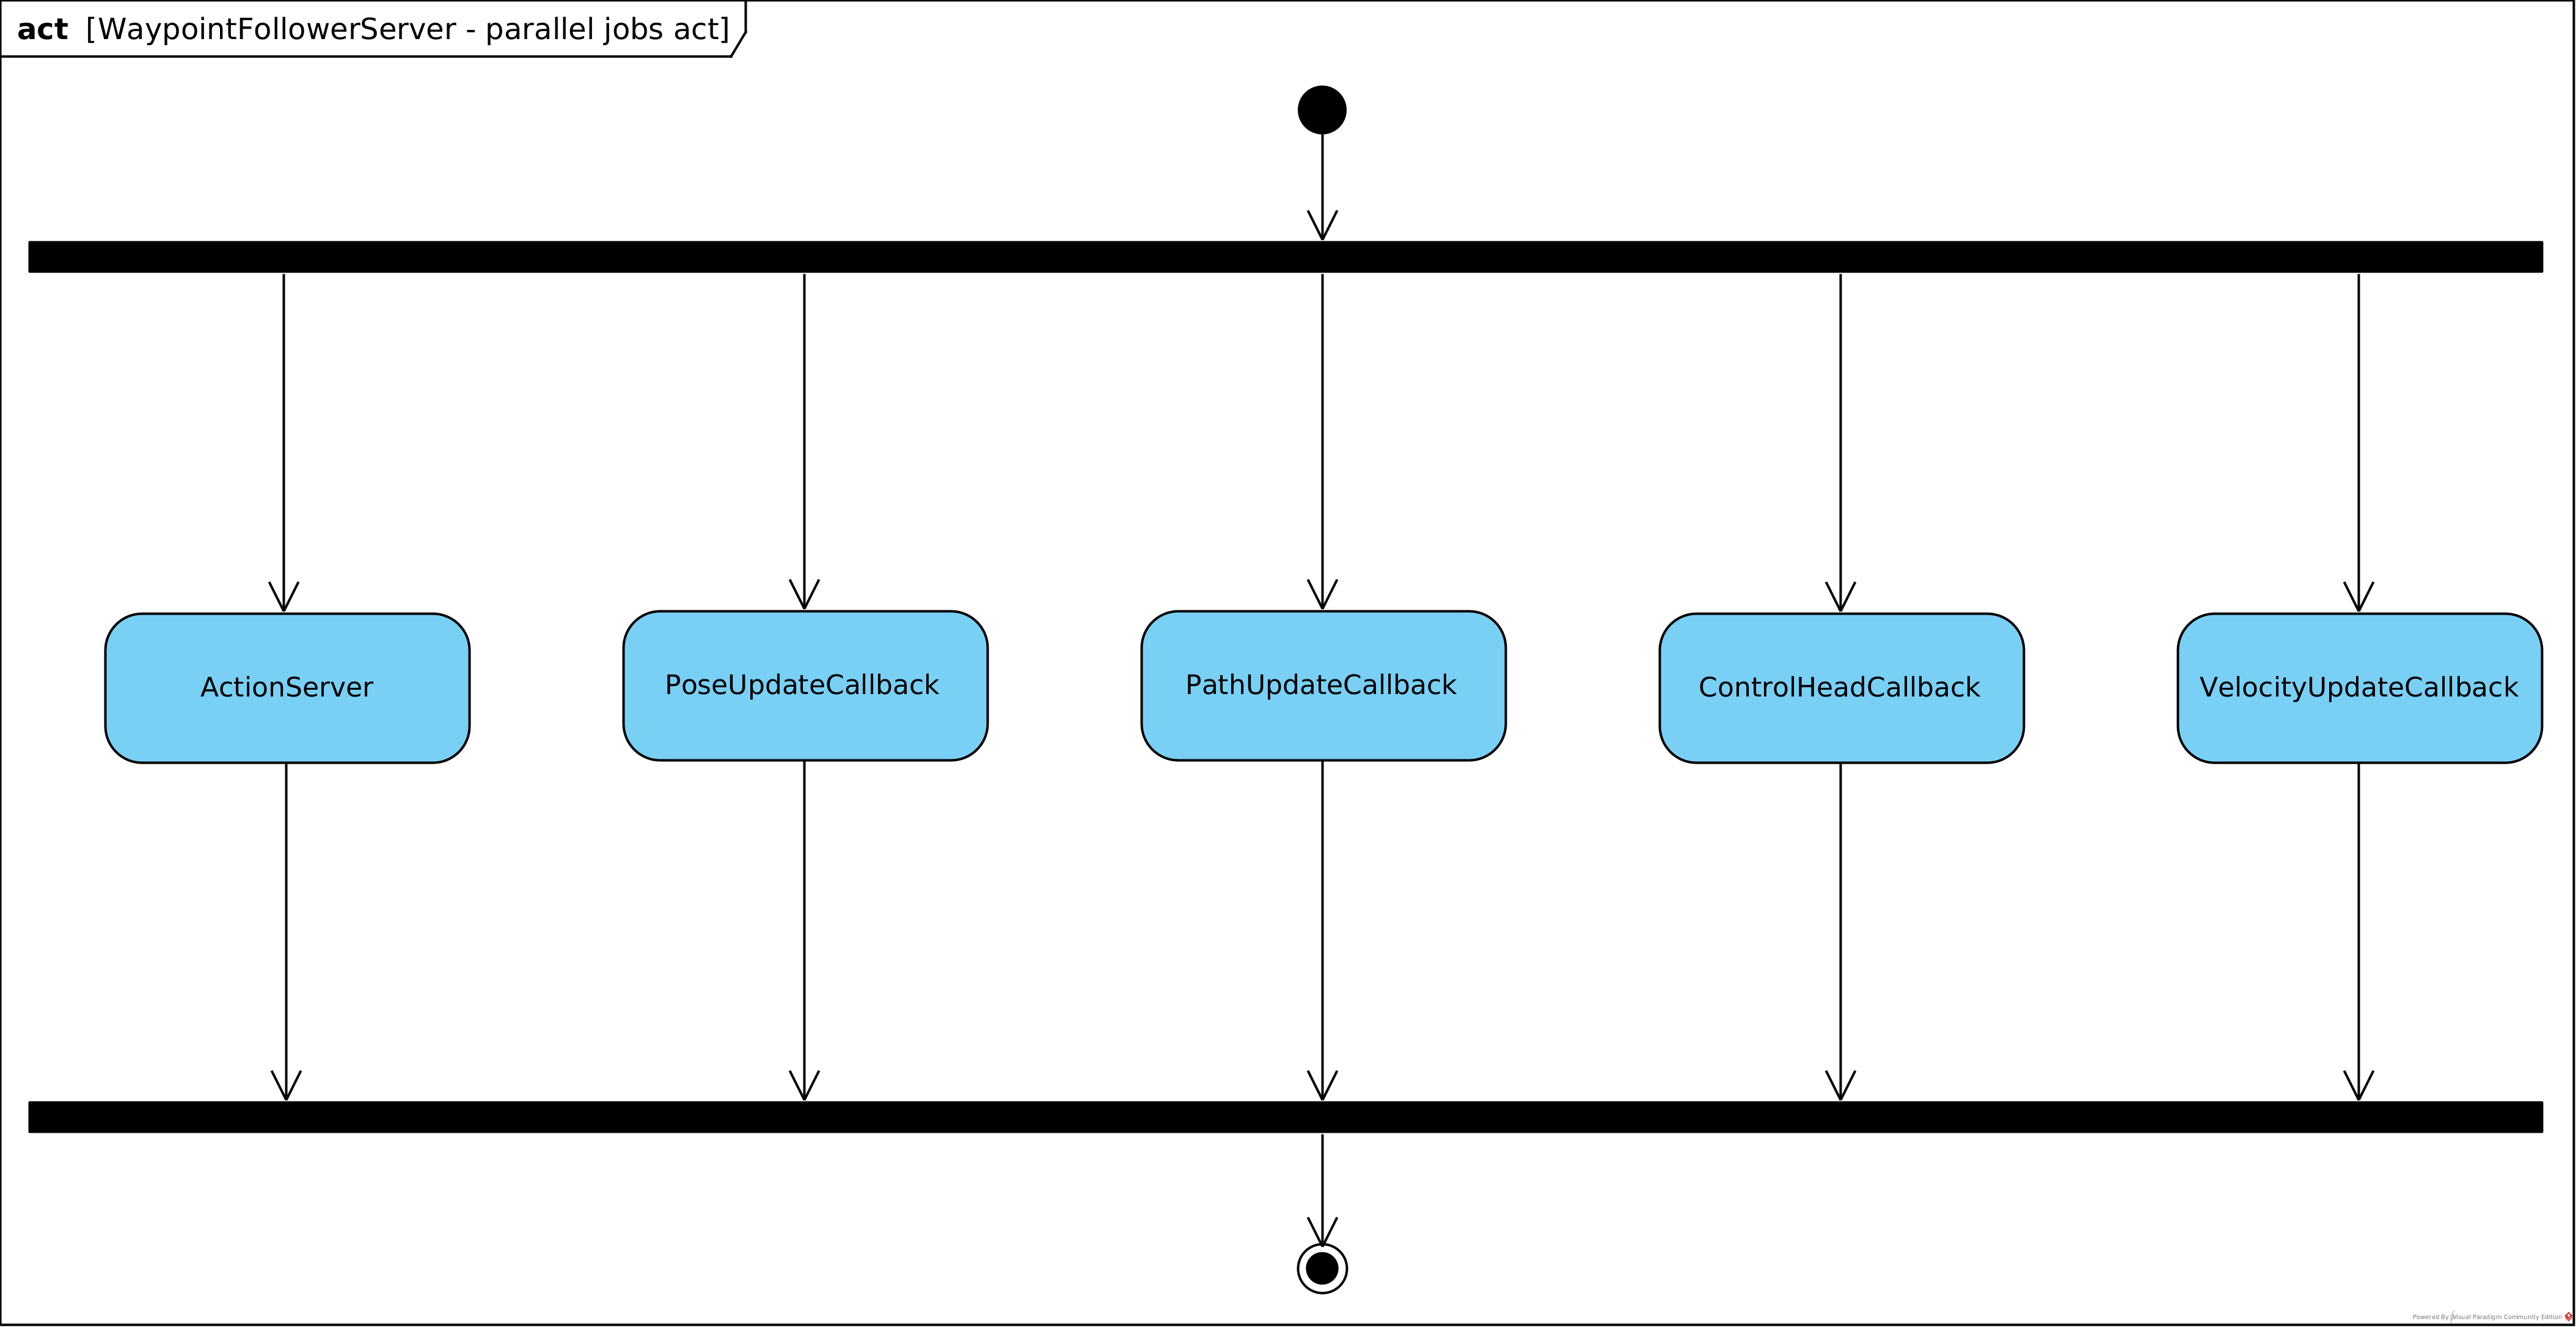 act [WaypointFollowerServer - parallel jobs act]
ActionServer
PoseUpdateCallback
PathUpdateCallback
ControlHeadCallback
VelocityUpdateCallback
Powered By Visual Paradigm Community Edition